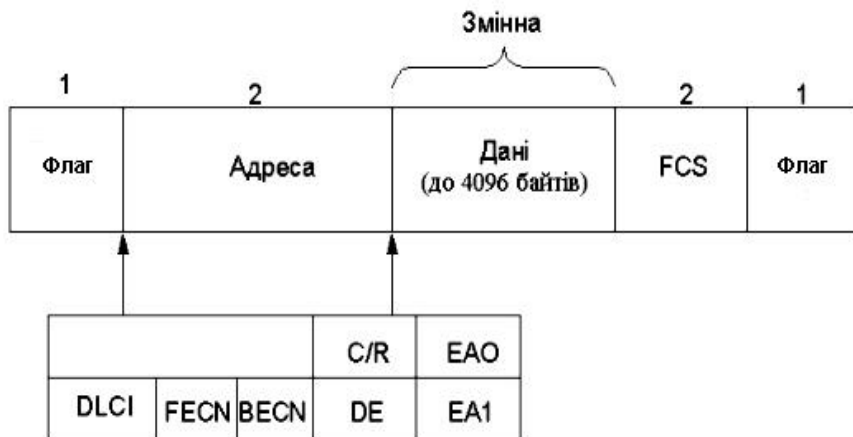 Змінна
1 2 2 1
Флаг Адреса Дані FCS Флаг
(до 4096 байтів)
C/R EAO
DLCI FECN BECN DE EA1